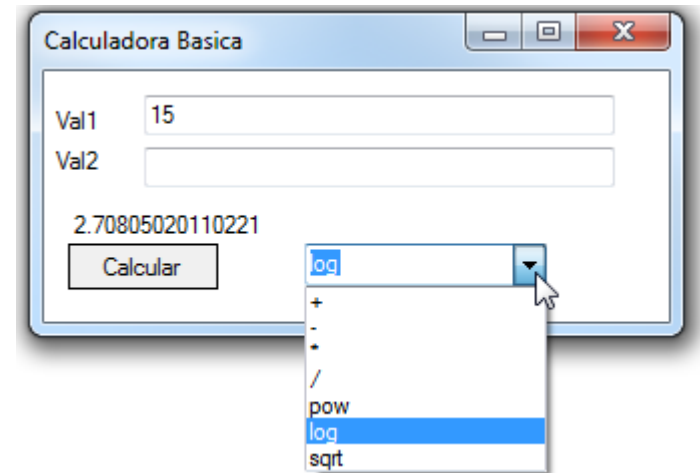 Calculadora Basica
Val1 15
Val2
2.70805020110221
Calcular log
+
-
*
/
pow
log
sqrt